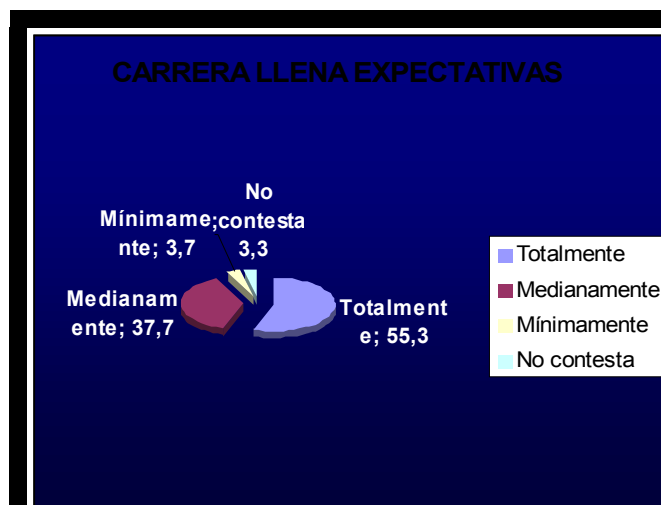 CARRERA LLENA EXPECTATIVAS
No
contesta
3,3
Míniname;
nte; 3,7
Medianam
ente; 37,7
Totalment
e; 55,3
Totalmente
Medianamente
Mínimamente
No contesta